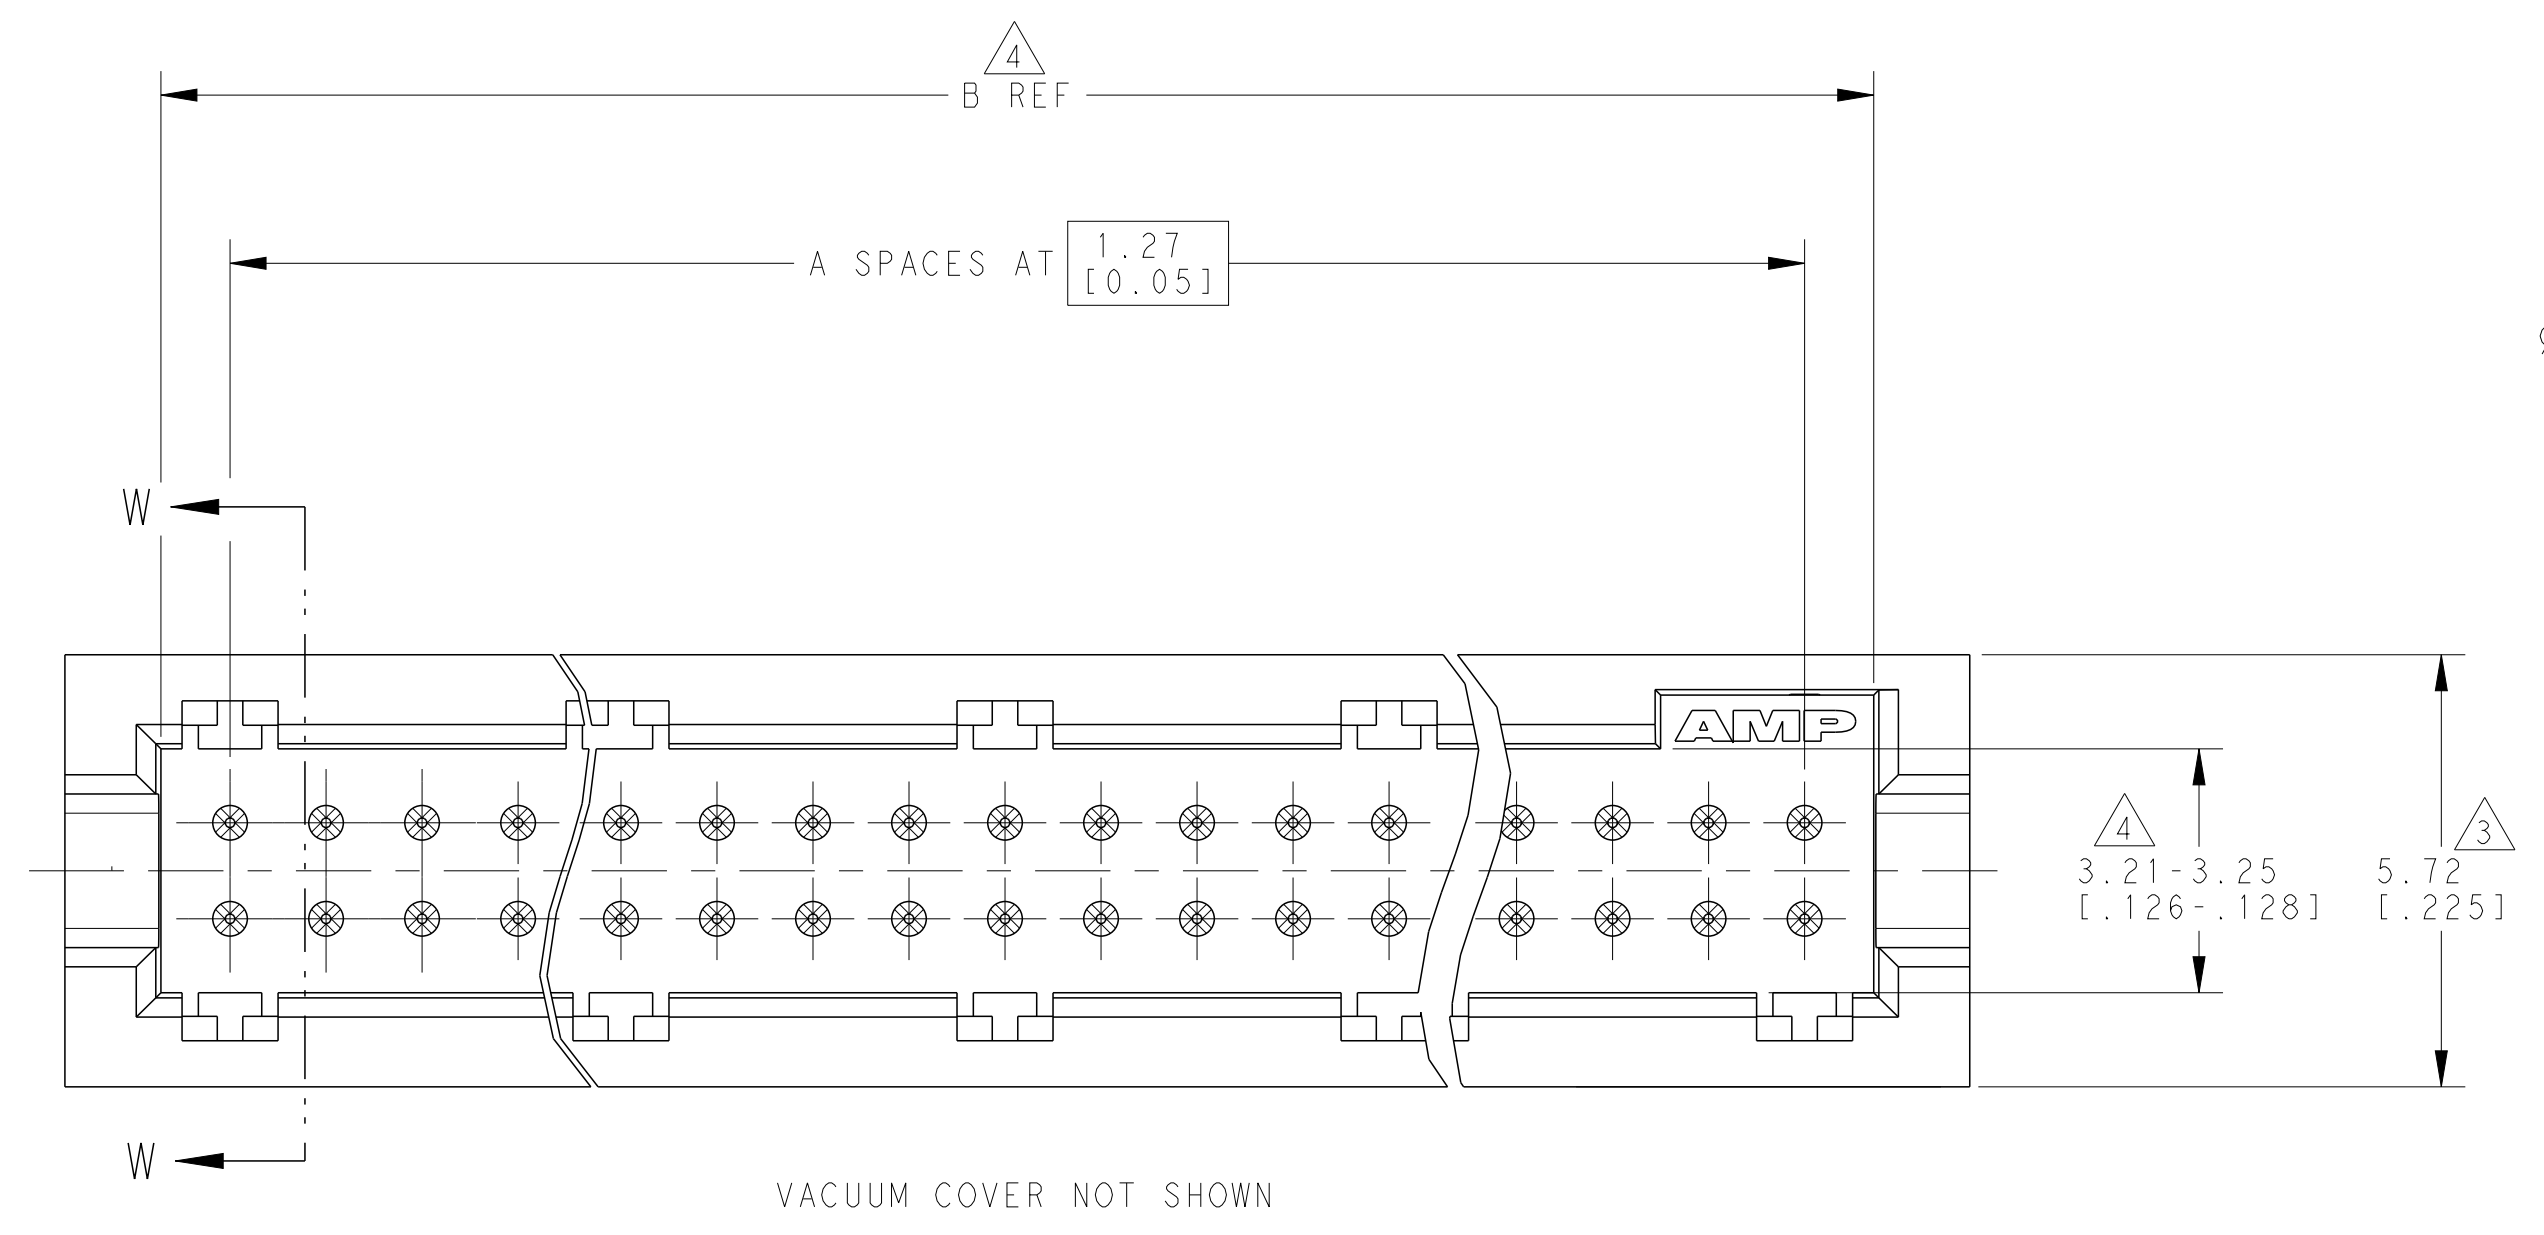 4
B REF
A SPACES AT 1.27
[0.05]
W
AMP
4
3.21-3.25
[.126-.128]
3
5.72
[.225]
W
VACUUM COVER NOT SHOWN